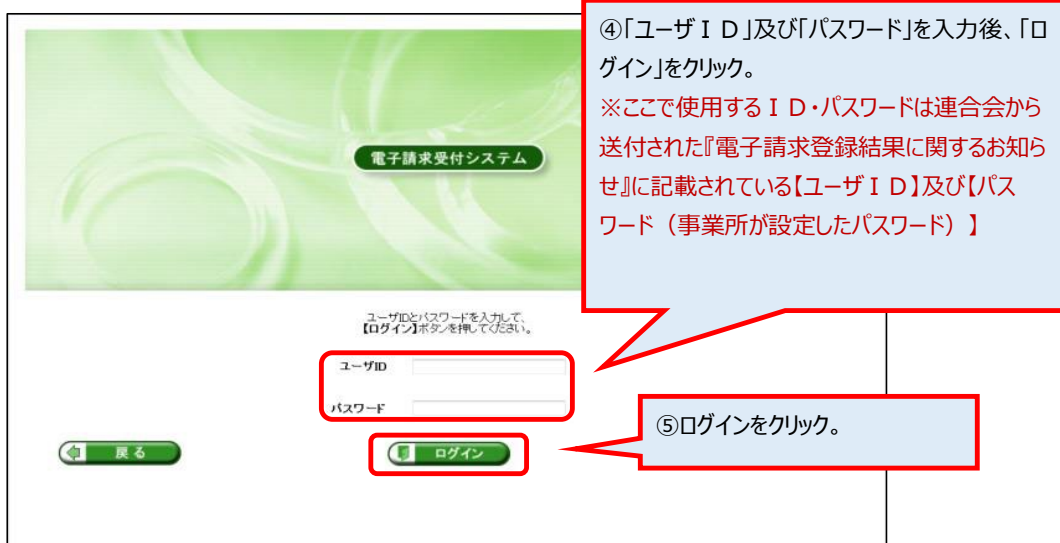 ④「ユーザＩＤ」及び「パスワード」を入力後、「ロ
グイン」をクリック。
※ここで使用するＩＤ・パスワードは連合会から
送付された『電子請求登録結果に関するお知ら
せ』に記載されている【ユーザＩＤ】及び【パス
ワード（事業所が設定したパスワード）】
電子請求受付システム
ユーザIDとパスワードを入力して、
【ログイン】ボタンを押してください。
ユーザID
パスワード
⑤ログインをクリック。
戻る
ログイン